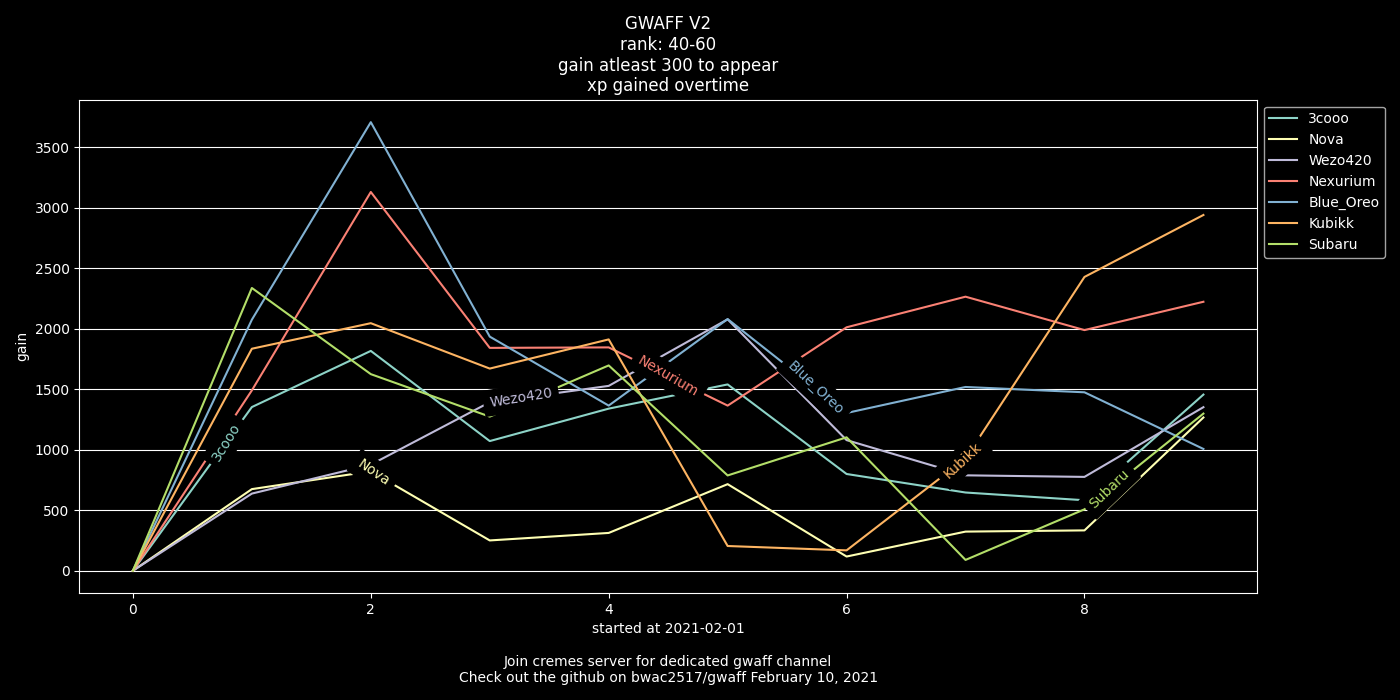 GWAFF V2
rank: 40-60
gain atleast 300 to appear
xp gained overtime
3500
3000
2500
2000
1500
1000
500
0
gain
0
2
4
6
8
3cooo
Nova
Wezo420
Nexurium
Blue_Oreo
Kubikk
Subaru
3cooo
Nova
Wezo420
Nexurium
Blue_Oreo
Kubikk
Subaru
started at 2021-02-01
Join cremes server for dedicated gwaff channel
Check out the github on bwac2517/gwaff February 10, 2021